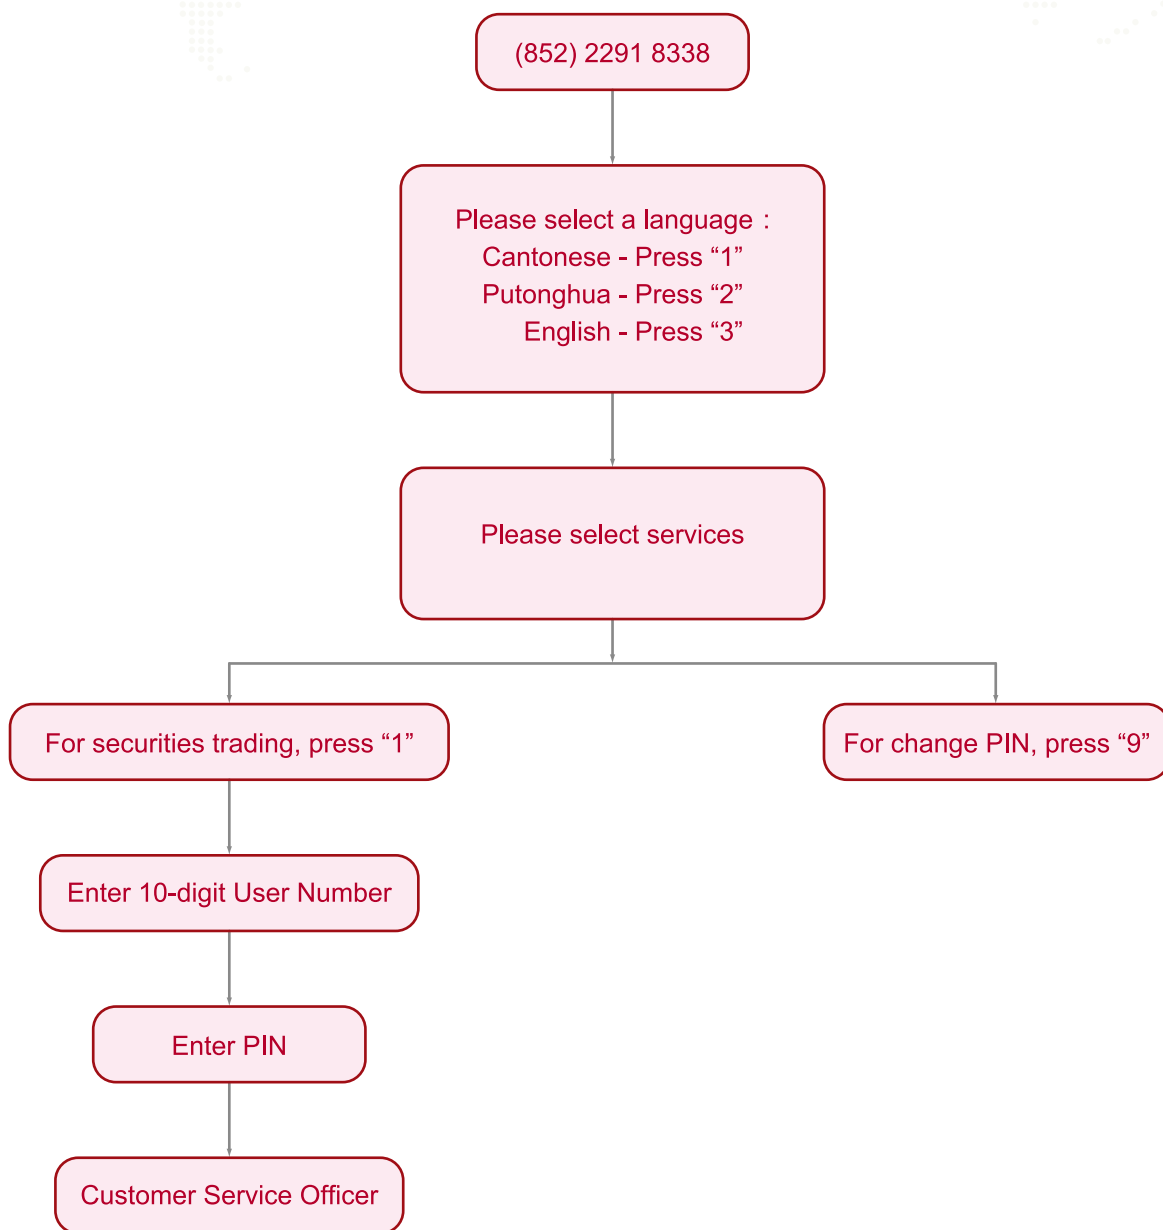 (852) 2291 8338
Please select a language :
Cantonese - Press “1”
Putonghua - Press “2”
English - Press “3”
Please select services
For securities trading, press “1”
For change PIN, press “9”
Enter 10-digit User Number
Enter PIN
Customer Service Officer